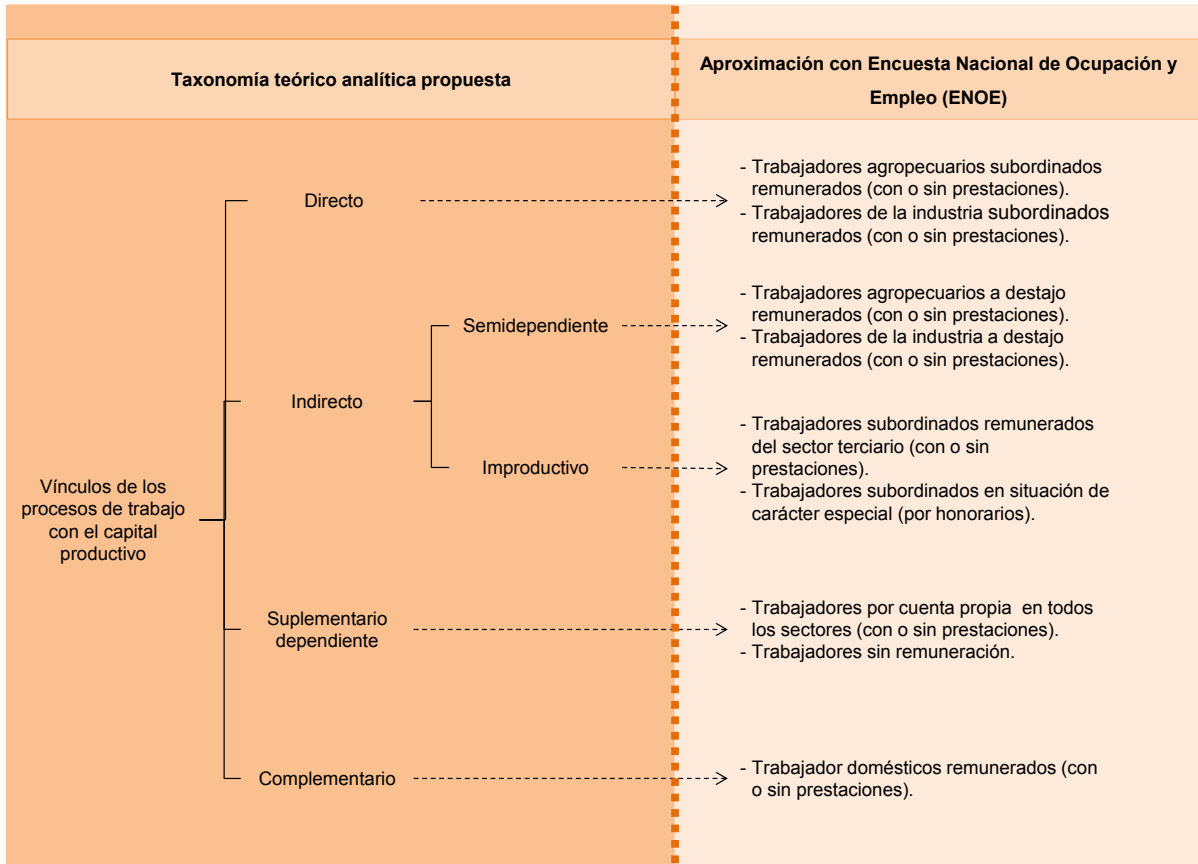 Taxonomía teórico analítica propuesta
Aproximación con Encuesta Nacional de Ocupación y
Empleo (ENOE)
Vínculos de los
procesos de trabajo
con el capital
productivo
Directo
- Trabajadores agropecuarios subordinados
remunerados (con o sin prestaciones).
- Trabajadores de la industria subordinados
remunerados (con o sin prestaciones).
Indirecto
Semidependiente
- Trabajadores agropecuarios a destajo
remunerados (con o sin prestaciones).
- Trabajadores de la industria a destajo
remunerados (con o sin prestaciones).
Improductivo
- Trabajadores subordinados remunerados
del sector terciario (con o sin
prestaciones).
- Trabajadores subordinados en situación de
carácter especial (por honorarios).
Suplementario
dependiente
- Trabajadores por cuenta propia en todos
los sectores (con o sin prestaciones).
- Trabajadores sin remuneración.
Complementario
- Trabajador domésticos remunerados (con
o sin prestaciones).